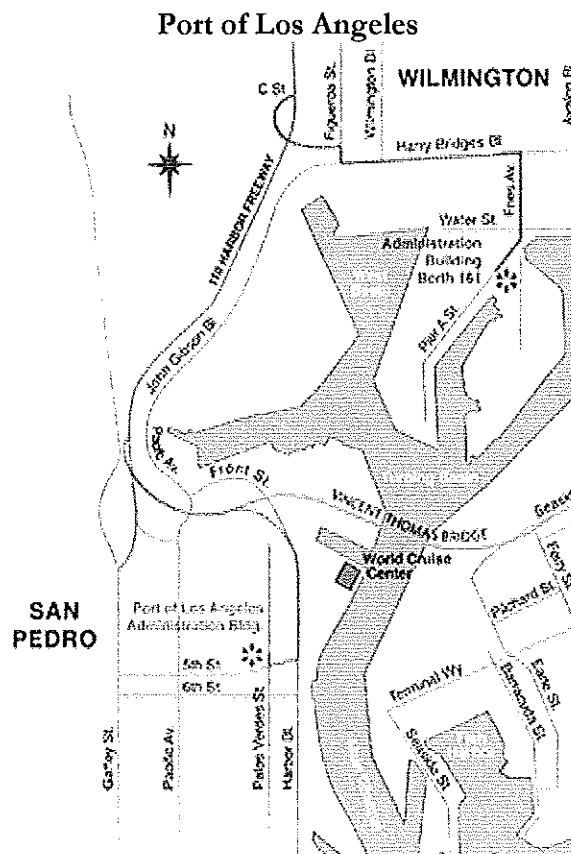 Port of Los Angeles
C St.
Figueroa St.
Wilmington Bl
WILMINGTON
Avalon Bl
N
Harry Bridges Bl
110 HARBOR FREEWAY
Fries Av.
Water St.
Administration
Building
Berth 161
Pier A St.
John Gibson Bl
Front St.
VINCENT THOMAS BRIDGE
World Cruise
Center
Ferry St.
SAN
PEDRO
Port of Los Angeles
Administration Bldg.
Pilchard St.
5th St
6th St
Terminal Wy
Earle St.
Barracuda St.
Seaside St
Gaffey St.
Pacific Av.
Palos Verdes St.
Harbor Bl.